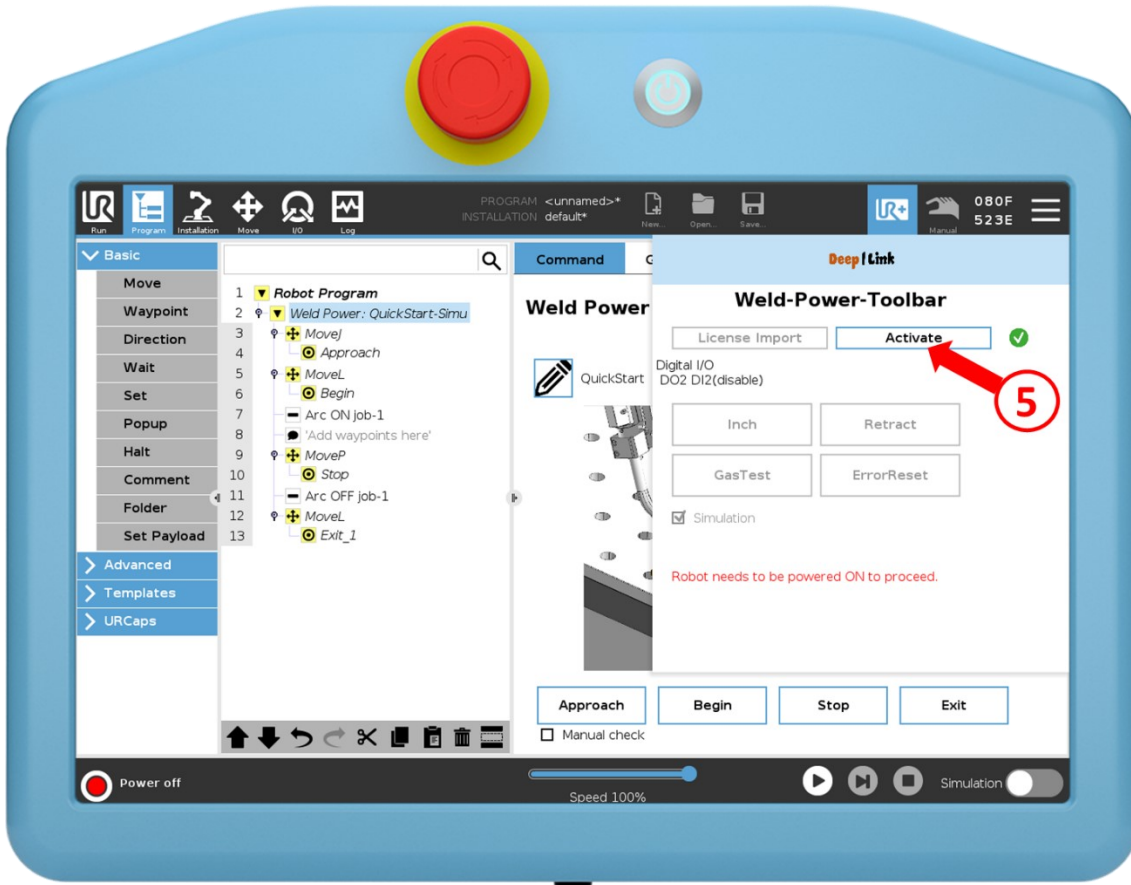 PROGRAM <unnamed>*
INSTALLATION default*
New... Open... Save...
UR+
080F
523E
Run Program Installation Move I/O Log Manual
Basic
Move
Waypoint
Direction
Wait
Set
Popup
Halt
Comment
Folder
Set Payload
Advanced
Templates
URCaps
1 Robot Program
2 Weld Power: QuickStart-Simu
3 MoveJ
4 Approach
5 MoveL
6 Begin
7 Arc ON job-1
8 'Add waypoints here'
9 MoveP
10 Stop
11 Arc OFF job-1
12 MoveL
13 Exit_1
Command G
Weld Power
QuickStart
Deep Link
Weld-Power-Toolbar
License Import Activate
Digital I/O
DO2 DI2(disable)
5
Inch Retract
GasTest ErrorReset
Simulation
Robot needs to be powered ON to proceed.
Approach Begin Stop Exit
Manual check
Power off
Speed 100%
Simulation